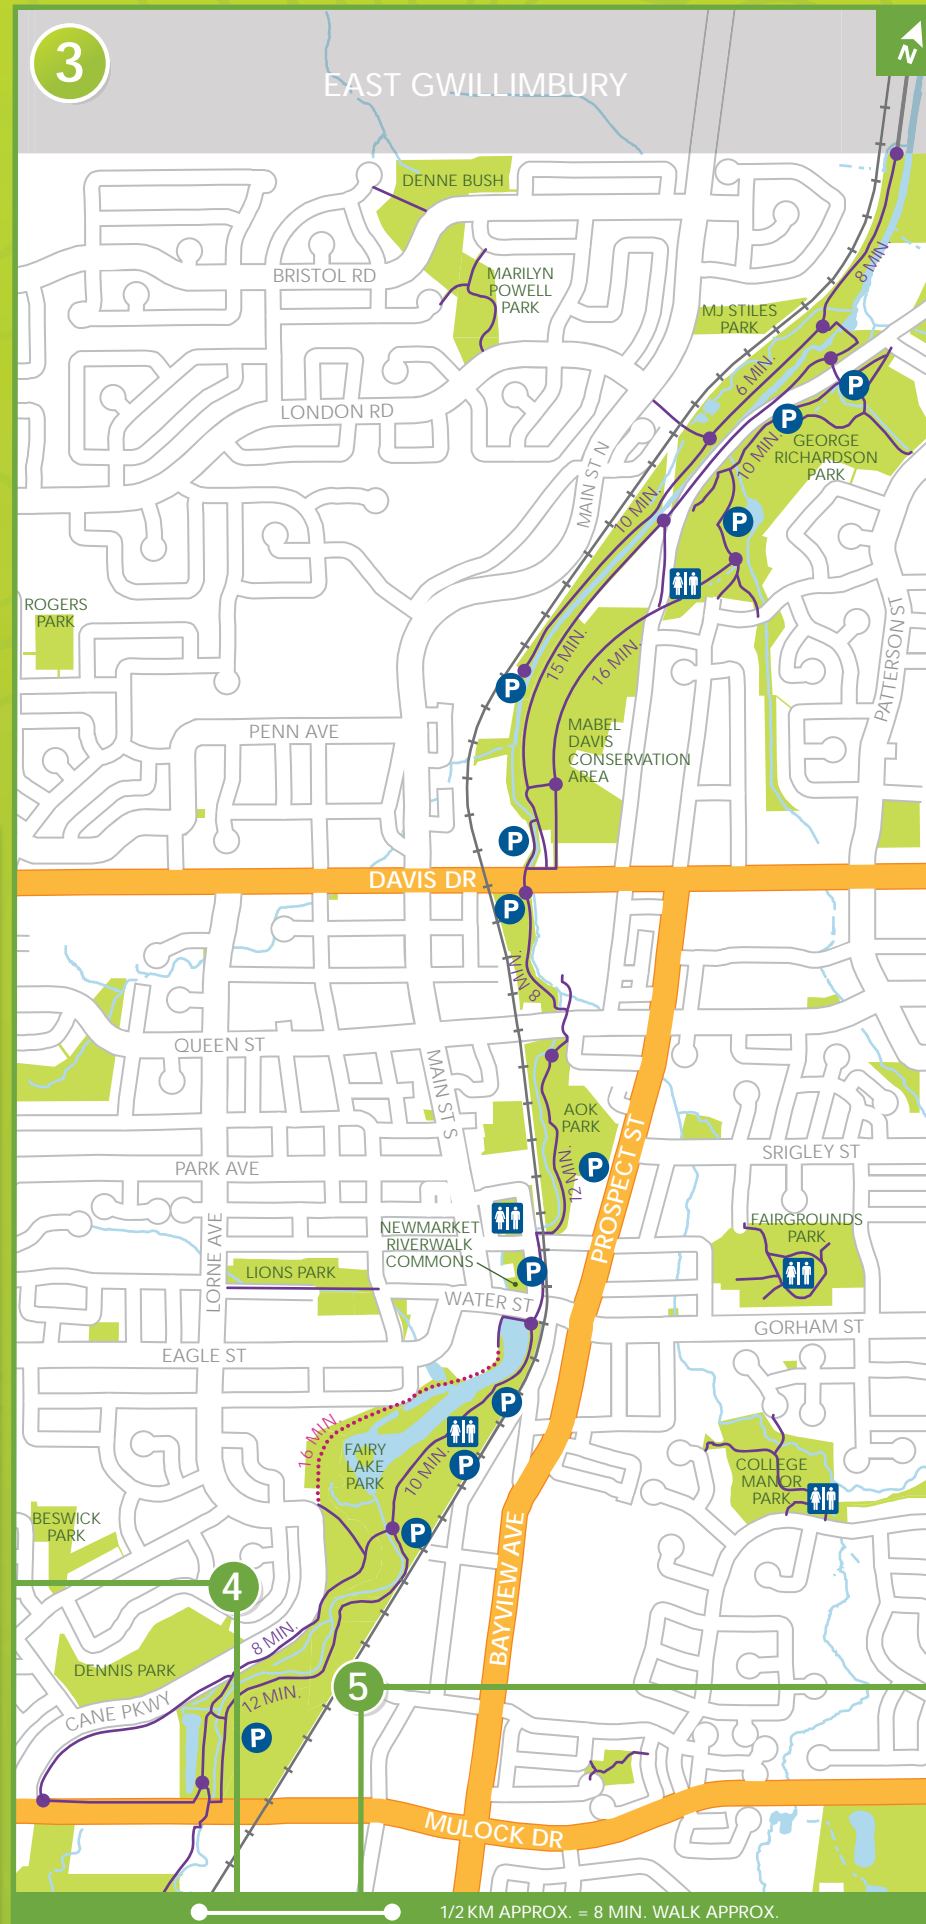 3
N
EAST GWILLIMBURY
DENNE BUSH
BRISTOL RD
MARILYN
POWELL
PARK
8 MIN.
MJ STILES
PARK
6 MIN.
P
P
LONDON RD
10 MIN.
GEORGE
RICHARDSON
PARK
MAIN ST N
10 MIN.
P
ROGERS
PARK
PATTERSON ST
15 MIN.
16 MIN.
P
PENN AVE
MABEL
DAVIS
CONSERVATION
AREA
P
DAVIS DR
P
8 MIN.
QUEEN ST
MAIN ST S
AOK
PARK
PROSPECT ST
PARK AVE
12 MIN.
P
SRIGLEY ST
LORNE AVE
NEWMARKET
RIVERWALK
COMMONS
FAIRGROUNDS
PARK
LIONS PARK
P
WATER ST
GORHAM ST
EAGLE ST
P
16 MIN.
FAIRY
LAKE
PARK
10 MIN.
P
COLLEGE
MANOR
PARK
BESWICK
PARK
P
BAYVIEW AVE
4
8 MIN.
DENNIS PARK
5
CANE PKWY
12 MIN.
P
MULOCK DR
1/2 KM APPROX. = 8 MIN. WALK APPROX.